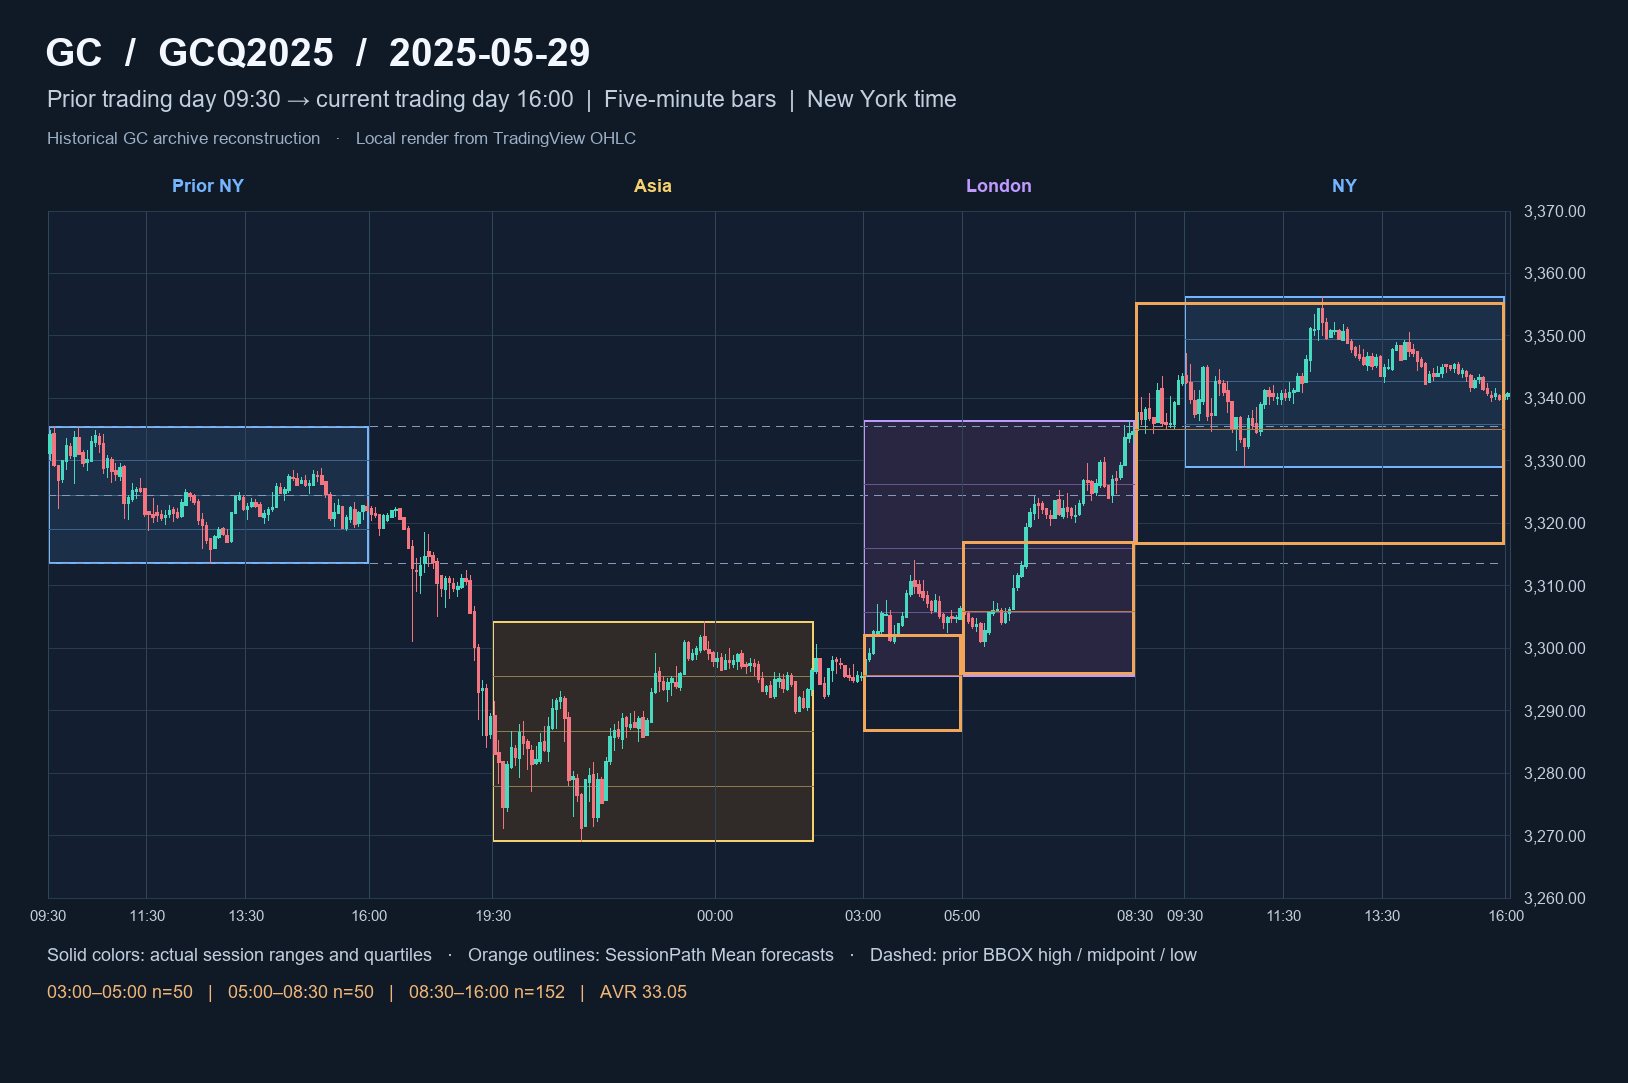 GC / GCQ2025 / 2025-05-29
Prior trading day 09:30 → current trading day 16:00 | Five-minute bars | New York time
Historical GC archive reconstruction · Local render from TradingView OHLC
Prior NY Asia London NY
3,370.00
3,360.00
3,350.00
3,340.00
3,330.00
3,320.00
3,310.00
3,300.00
3,290.00
3,280.00
3,270.00
3,260.00
09:30 11:30 13:30 16:00 19:30 00:00 03:00 05:00 08:30 09:30 11:30 13:30 16:00
Solid colors: actual session ranges and quartiles · Orange outlines: SessionPath Mean forecasts · Dashed: prior BBOX high / midpoint / low
03:00–05:00 n=50 | 05:00–08:30 n=50 | 08:30–16:00 n=152 | AVR 33.05